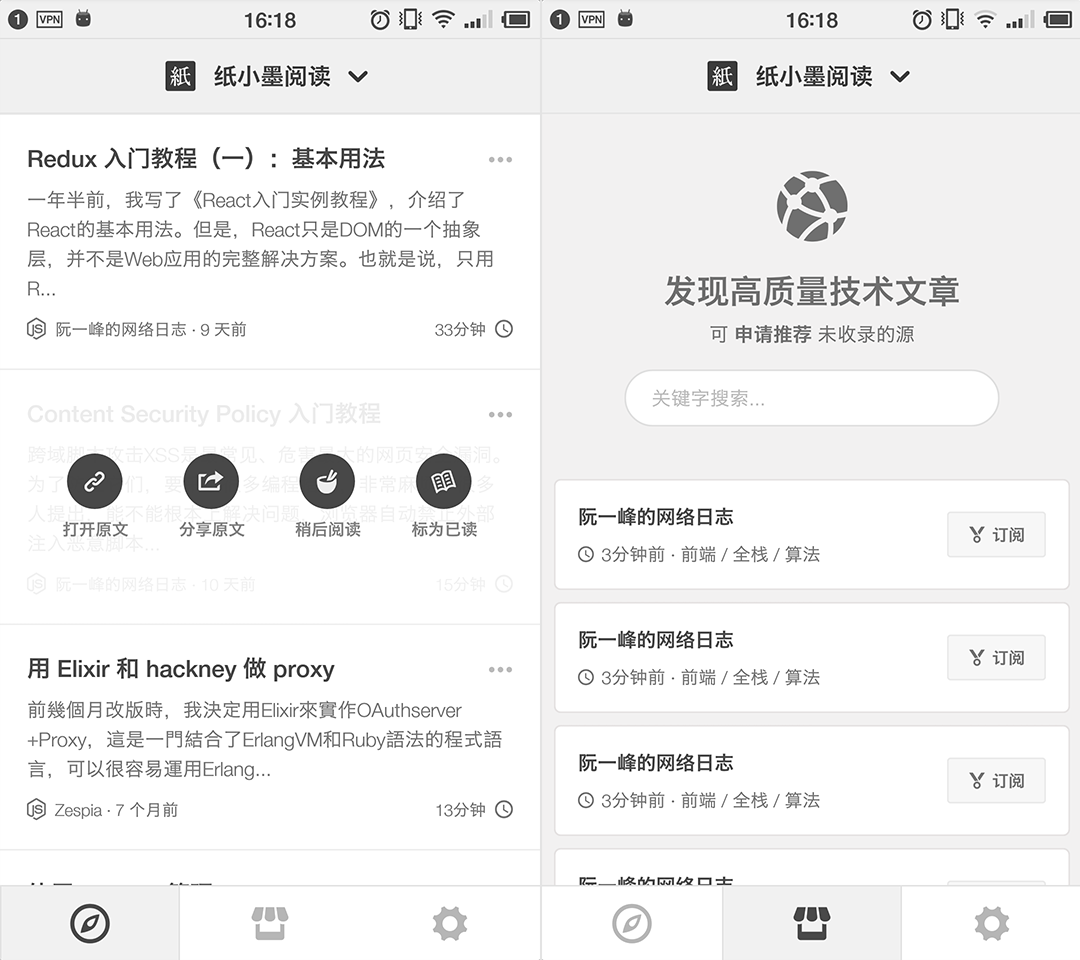 1 VPN 16:18
紙 纸小墨阅读
Redux 入门教程（一）：基本用法
一年半前，我写了《React入门实例教程》，介绍了
React的基本用法。但是，React只是DOM的一个抽象
层，并不是Web应用的完整解决方案。也就是说，只用
R...
阮一峰的网络日志 · 9 天前 33分钟
Content Security Policy 入门教程
跨域脚本攻击XSS是最常见、危害最大的网页安全漏洞。
为了 们，要 多编程 非常麻 多
人提出，能不能根本上解决问题，浏览器自动禁止外部
注入恶意脚本...
打开原文 分享原文 稍后阅读 标为已读
阮一峰的网络日志 · 10 天前 15分钟
用 Elixir 和 hackney 做 proxy
前幾個月改版時，我決定用Elixir來實作OAuthserver
+Proxy，這是一門結合了ErlangVM和Ruby語法的程式語
言，可以很容易運用Erlang...
Zespia · 7 个月前 13分钟
1 VPN 16:18
紙 纸小墨阅读
发现高质量技术文章
可 申请推荐 未收录的源
关键字搜索...
阮一峰的网络日志
3分钟前 · 前端 / 全栈 / 算法
订阅
阮一峰的网络日志
3分钟前 · 前端 / 全栈 / 算法
订阅
阮一峰的网络日志
3分钟前 · 前端 / 全栈 / 算法
订阅
阮一峰的网络日志